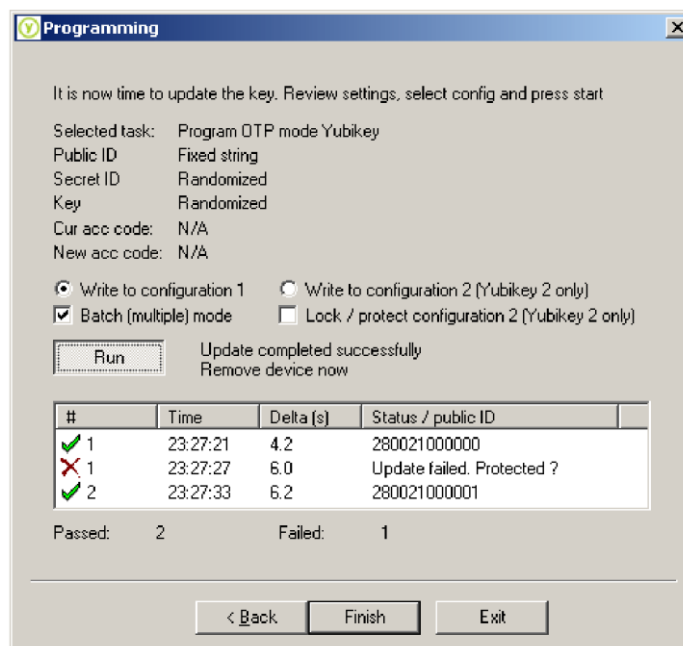 Programming
It is now time to update the key. Review settings, select config and press start
Selected task: Program OTP mode Yubikey
Public ID Fixed string
Secret ID Randomized
Key Randomized
Cur acc code: N/A
New acc code: N/A
Write to configuration 1 Write to configuration 2 (Yubikey 2 only)
Batch (multiple) mode Lock / protect configuration 2 (Yubikey 2 only)
Run Update completed successfully
Remove device now
# Time Delta (s) Status / public ID
1 23:27:21 4.2 280021000000
1 23:27:27 6.0 Update failed. Protected ?
2 23:27:33 6.2 280021000001
Passed: 2 Failed: 1
< Back Finish Exit